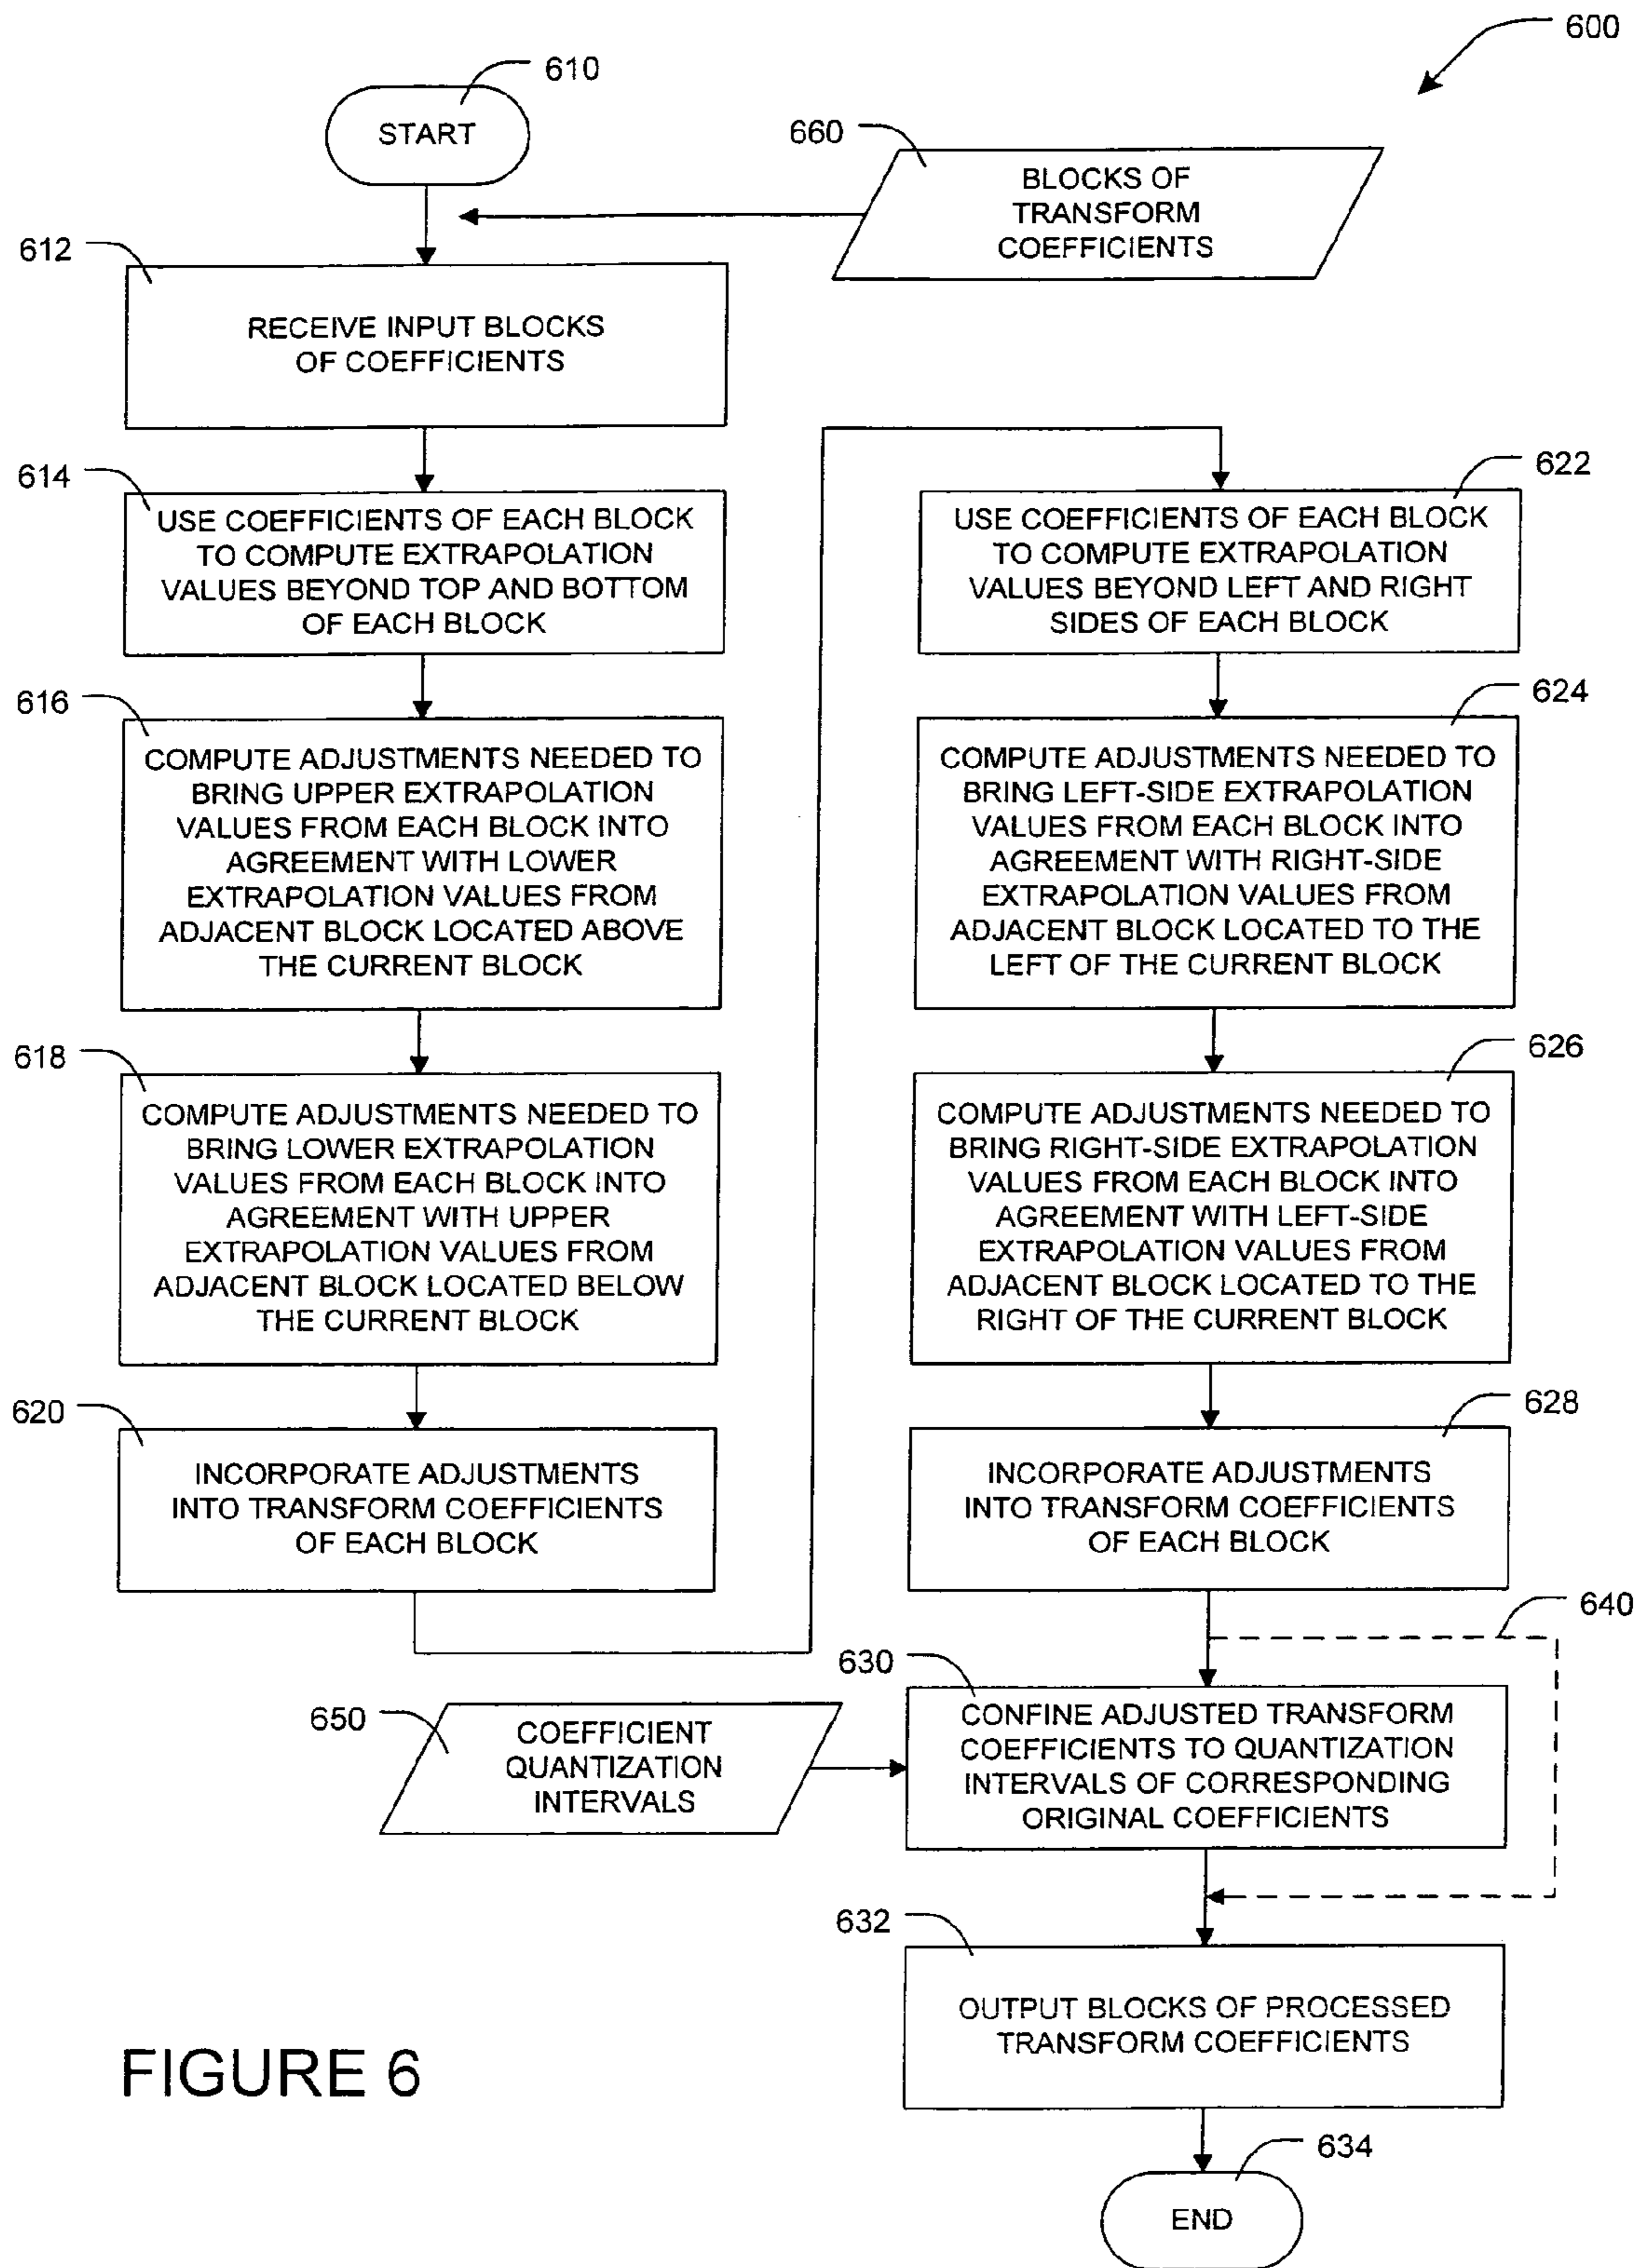 600
610
START
660
BLOCKS OF
TRANSFORM
COEFFICIENTS
612
RECEIVE INPUT BLOCKS
OF COEFFICIENTS
614
USE COEFFICIENTS OF EACH BLOCK
TO COMPUTE EXTRAPOLATION
VALUES BEYOND TOP AND BOTTOM
OF EACH BLOCK
616
COMPUTE ADJUSTMENTS NEEDED TO
BRING UPPER EXTRAPOLATION
VALUES FROM EACH BLOCK INTO
AGREEMENT WITH LOWER
EXTRAPOLATION VALUES FROM
ADJACENT BLOCK LOCATED ABOVE
THE CURRENT BLOCK
618
COMPUTE ADJUSTMENTS NEEDED TO
BRING LOWER EXTRAPOLATION
VALUES FROM EACH BLOCK INTO
AGREEMENT WITH UPPER
EXTRAPOLATION VALUES FROM
ADJACENT BLOCK LOCATED BELOW
THE CURRENT BLOCK
620
INCORPORATE ADJUSTMENTS
INTO TRANSFORM COEFFICIENTS
OF EACH BLOCK
622
USE COEFFICIENTS OF EACH BLOCK
TO COMPUTE EXTRAPOLATION
VALUES BEYOND LEFT AND RIGHT
SIDES OF EACH BLOCK
624
COMPUTE ADJUSTMENTS NEEDED TO
BRING LEFT-SIDE EXTRAPOLATION
VALUES FROM EACH BLOCK INTO
AGREEMENT WITH RIGHT-SIDE
EXTRAPOLATION VALUES FROM
ADJACENT BLOCK LOCATED TO THE
LEFT OF THE CURRENT BLOCK
626
COMPUTE ADJUSTMENTS NEEDED TO
BRING RIGHT-SIDE EXTRAPOLATION
VALUES FROM EACH BLOCK INTO
AGREEMENT WITH LEFT-SIDE
EXTRAPOLATION VALUES FROM
ADJACENT BLOCK LOCATED TO THE
RIGHT OF THE CURRENT BLOCK
628
INCORPORATE ADJUSTMENTS
INTO TRANSFORM COEFFICIENTS
OF EACH BLOCK
640
630
CONFINE ADJUSTED TRANSFORM
COEFFICIENTS TO QUANTIZATION
INTERVALS OF CORRESPONDING
ORIGINAL COEFFICIENTS
650
COEFFICIENT
QUANTIZATION
INTERVALS
632
OUTPUT BLOCKS OF PROCESSED
TRANSFORM COEFFICIENTS
634
END
FIGURE 6